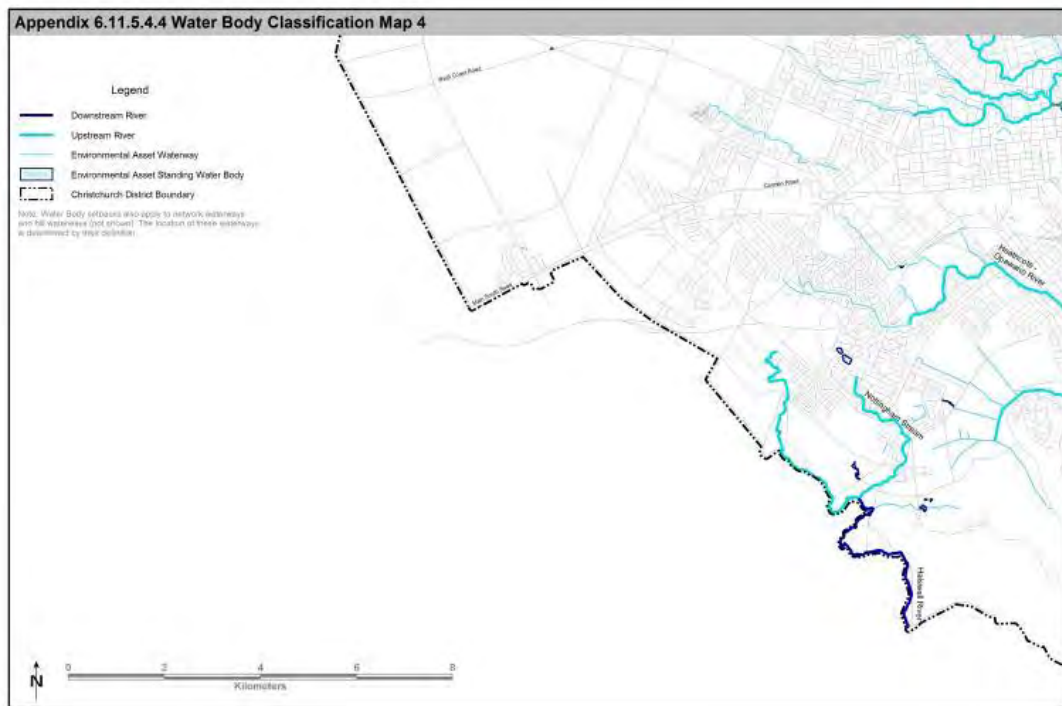 Appendix 6.11.5.4.4 Water Body Classification Map 4
Legend
Downstream River
Upstream River
Environmental Asset Waterway
Environmental Asset Standing Water Body
Christchurch District Boundary
Note: Water Body setbacks also apply to network waterways
and hill waterways (not shown). The location of these waterways
is determined by their definition.
West Coast Road
Carmen Road
Main South Road
Heathcote -
Opawaho River
Nottingham Stream
Halswell River
N
0 2 4 6 8
Kilometers